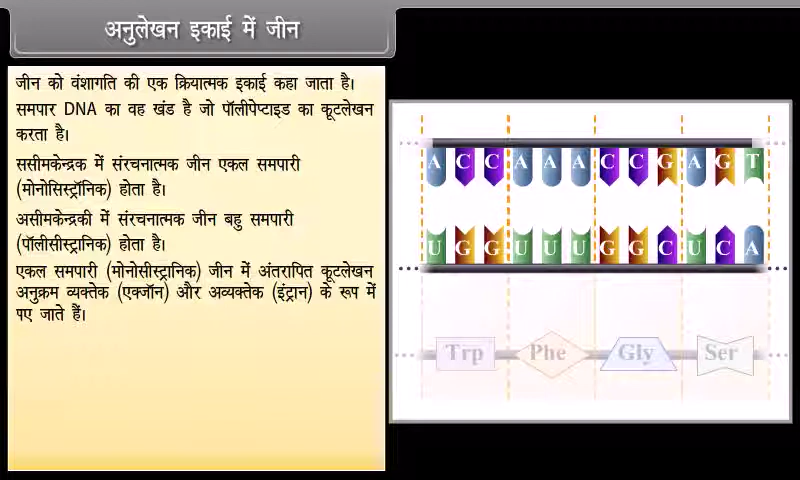 अनुलेखन इकाई में जीन
जीन को वंशागति की एक क्रियात्मक इकाई कहा जाता है।
समपार DNA का वह खंड है जो पॉलीपेप्टाइड का कूटलेखन
करता है।
ससीमकेन्द्रक में संरचनात्मक जीन एकल समपारी
(मोनोसिस्ट्रॉनिक) होता है।
असीमकेन्द्रकी में संरचनात्मक जीन बहु समपारी
(पॉलीसीस्ट्रानिक) होता है।
एकल समपारी (मोनोसीस्ट्रानिक) जीन में अंतरापित कूटलेखन
अनुक्रम व्यक्तेक (एक्जॉन) और अव्यक्तेक (इंट्रान) के रूप में
पए जाते हैं।
A C C A A A C C G A G T
U G G U U U G G C U C A
Trp Phe Gly Ser